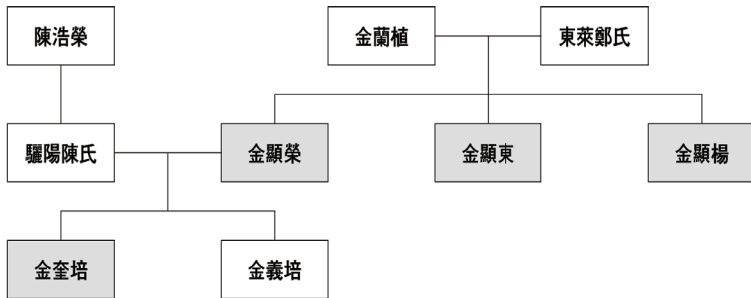 陳浩榮
金蘭植
東萊鄭氏
驪陽陳氏
金顯榮
金顯東
金顯楊
金奎培
金義培